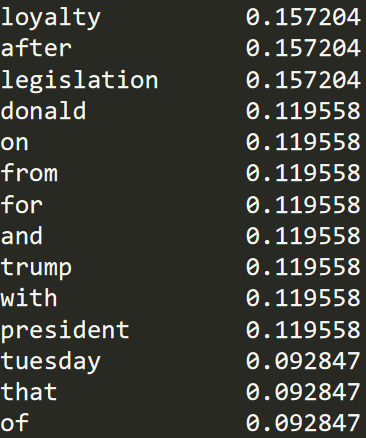 loyalty 0.157204
after 0.157204
legislation 0.157204
donald 0.119558
on 0.119558
from 0.119558
for 0.119558
and 0.119558
trump 0.119558
with 0.119558
president 0.119558
tuesday 0.092847
that 0.092847
of 0.092847